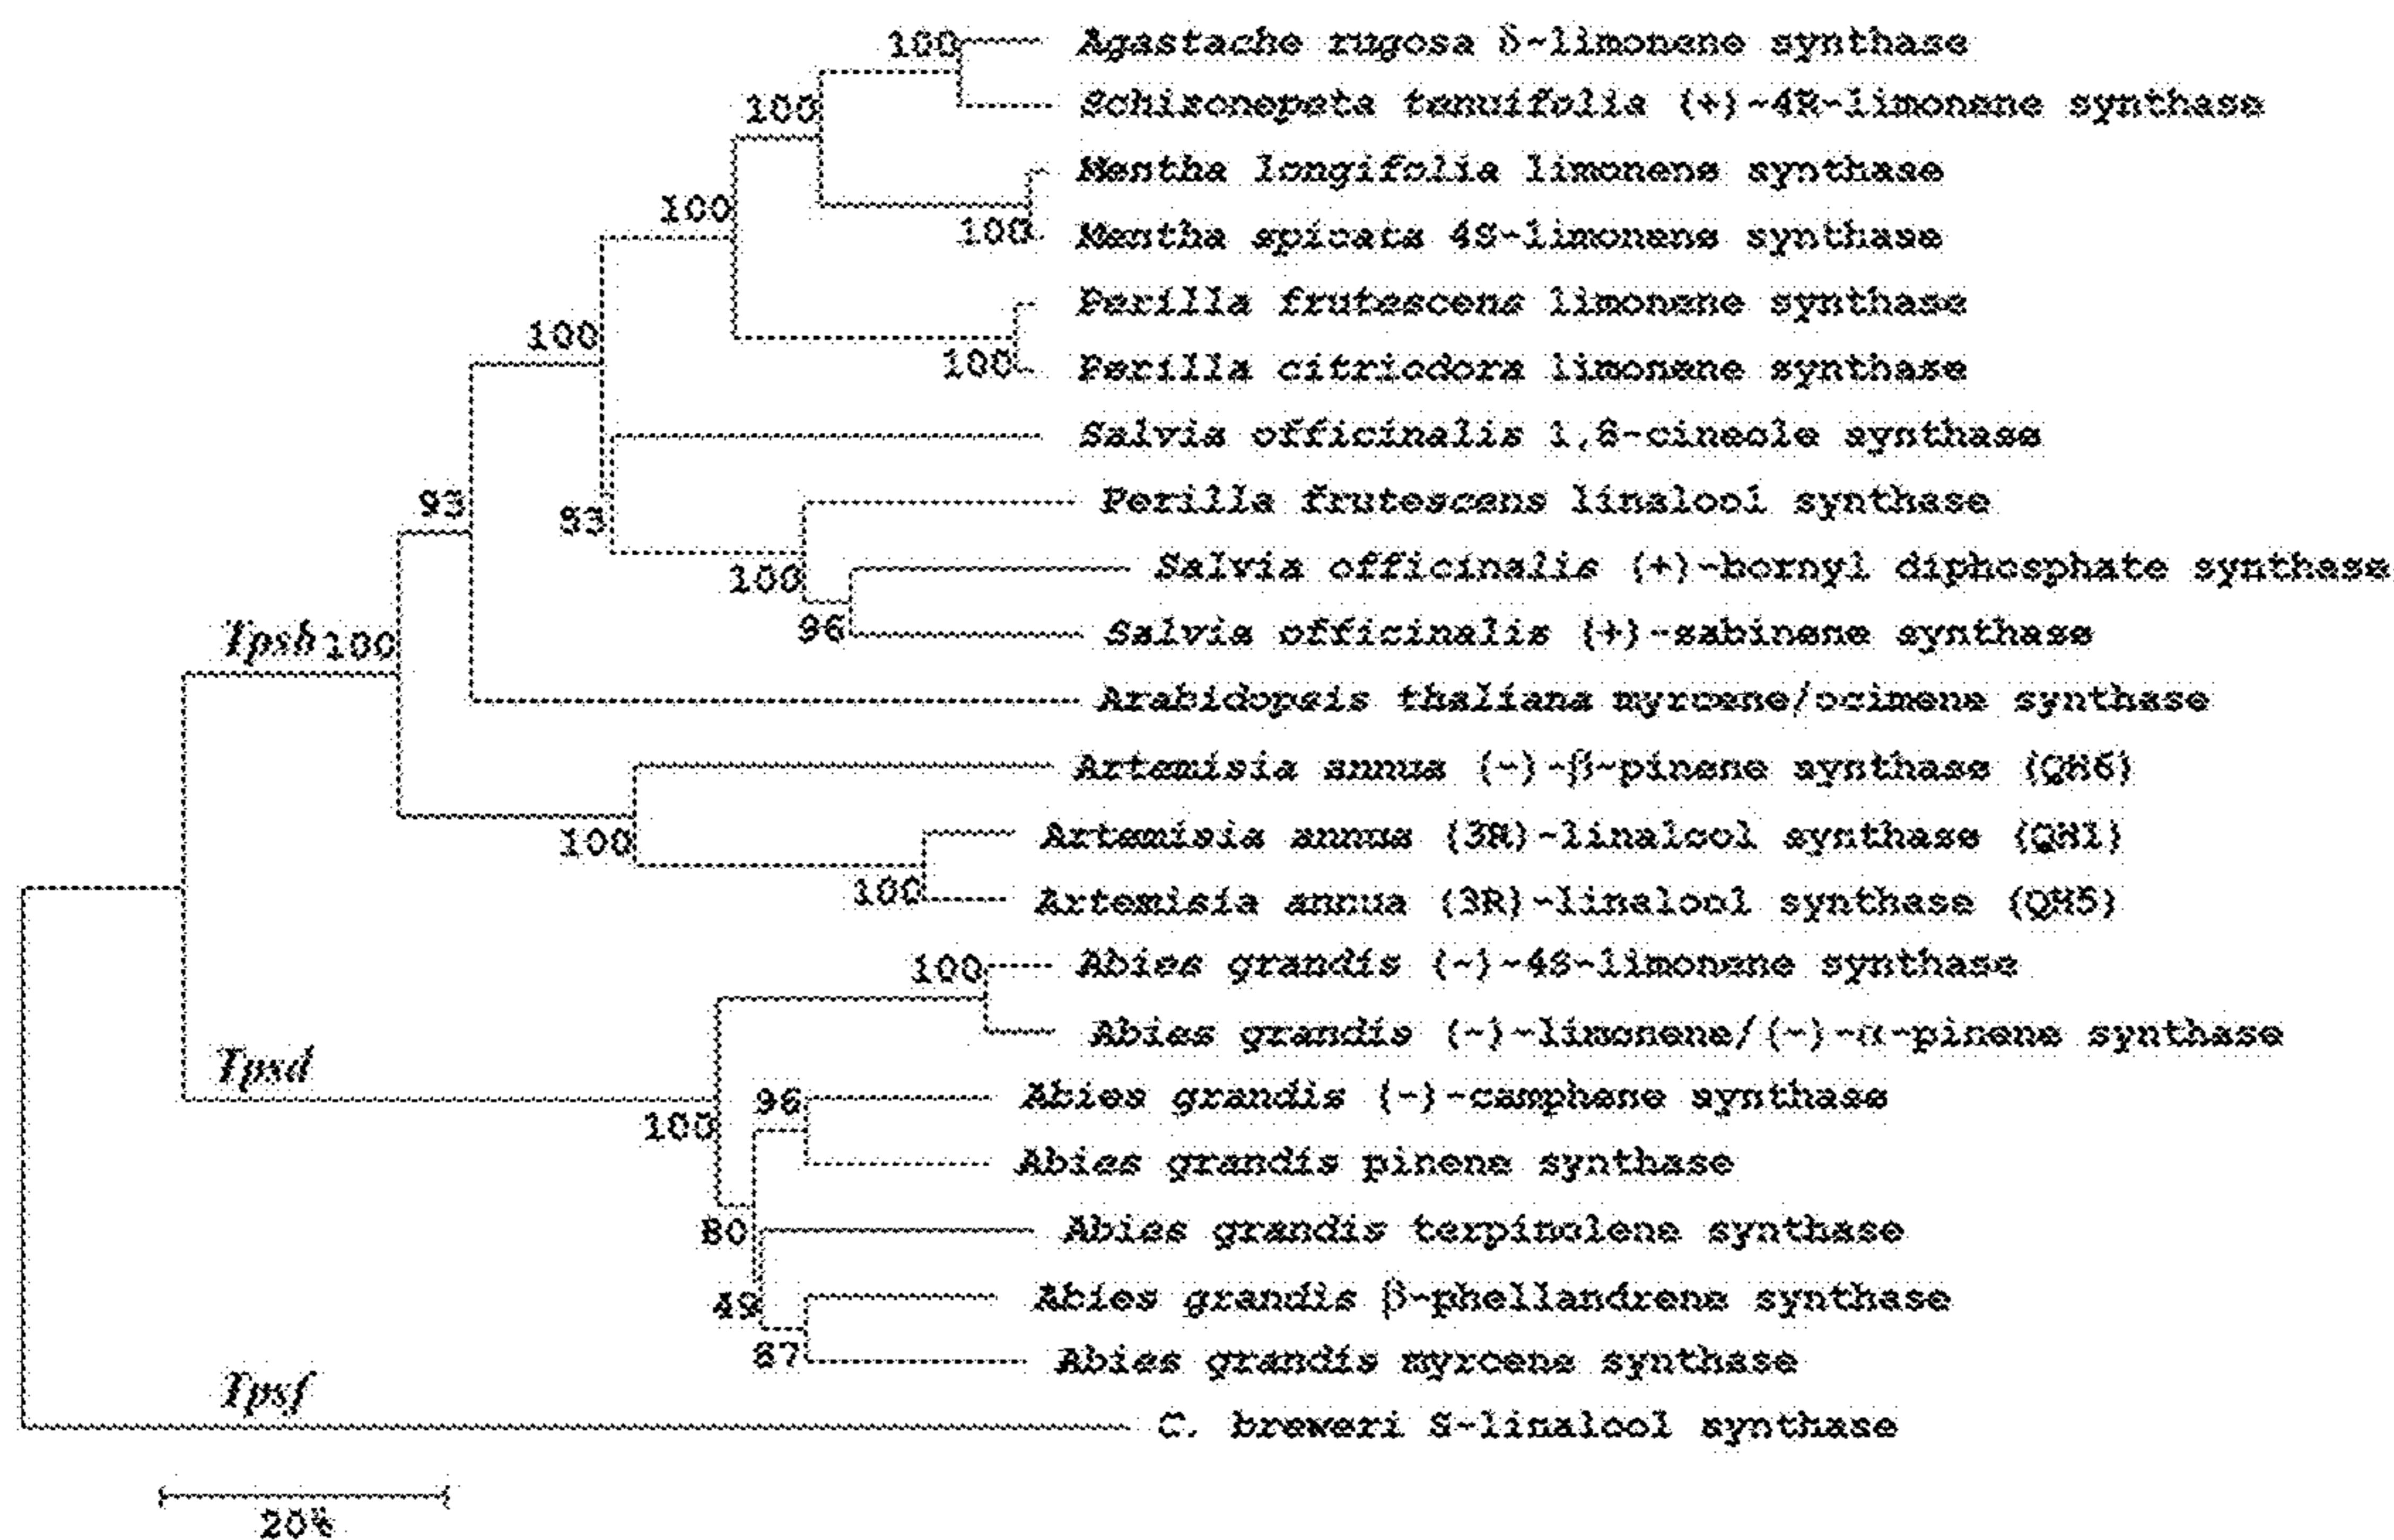 100 Agastache rugosa δ-limonene synthase
100 Schizonepeta tenuifolia (+)-4R-limonene synthase
Mentha longifolia limonene synthase
100
100 Mentha spicata 4S-limonene synthase
Perilla frutescens limonene synthase
100
100 Perilla citriodora limonene synthase
Salvia officinalis 1,8-cineole synthase
93 Perilla frutescens linalool synthase
83
Salvia officinalis (+)-bornyl diphosphate synthase
100
96 Salvia officinalis (+)-sabinene synthase
Tpsb 100
Arabidopsis thaliana myrcene/ocimene synthase
Artemisia annua (-)-β-pinene synthase (QH6)
100 Artemisia annua (3R)-linalool synthase (QH1)
100 Artemisia annua (3R)-linalool synthase (QH5)
100 Abies grandis (-)-4S-limonene synthase
Abies grandis (-)-limonene/(-)-α-pinene synthase
Tpsd
96 Abies grandis (-)-camphene synthase
100
Abies grandis pinene synthase
80 Abies grandis terpinolene synthase
49 Abies grandis β-phellandrene synthase
87 Abies grandis myrcene synthase
Tpsf
C. breweri S-linalool synthase
20%